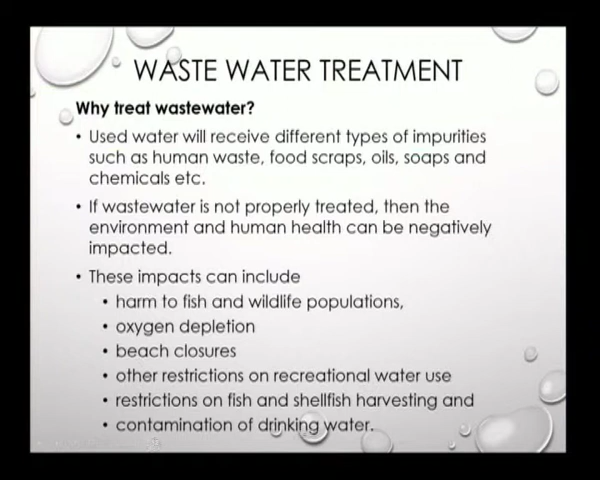 WASTE WATER TREATMENT
Why treat wastewater?
• Used water will receive different types of impurities
such as human waste, food scraps, oils, soaps and
chemicals etc.
• If wastewater is not properly treated, then the
environment and human health can be negatively
impacted.
• These impacts can include
• harm to fish and wildlife populations,
• oxygen depletion
• beach closures
• other restrictions on recreational water use
• restrictions on fish and shellfish harvesting and
• contamination of drinking water.